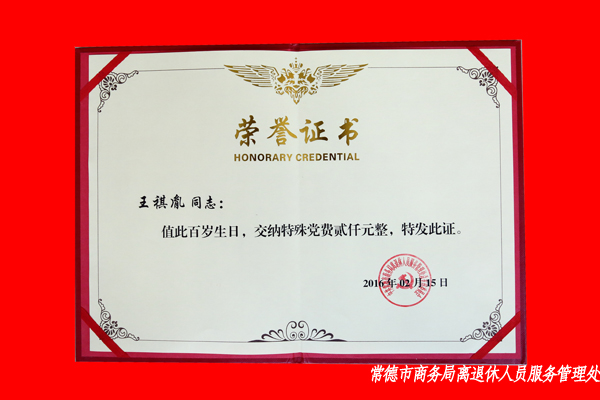 荣誉证书
HONORARY CREDENTIAL
王祺胤 同志：
值此百岁生日，交纳特殊党费贰仟元整，特发此证。
2016年02月15日
常德市商务局离退休人员服务管理处